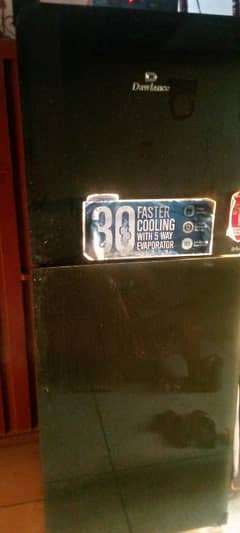 Dawlance
30 FASTER
COOLING
WITH 5 WAY
EVAPORATOR